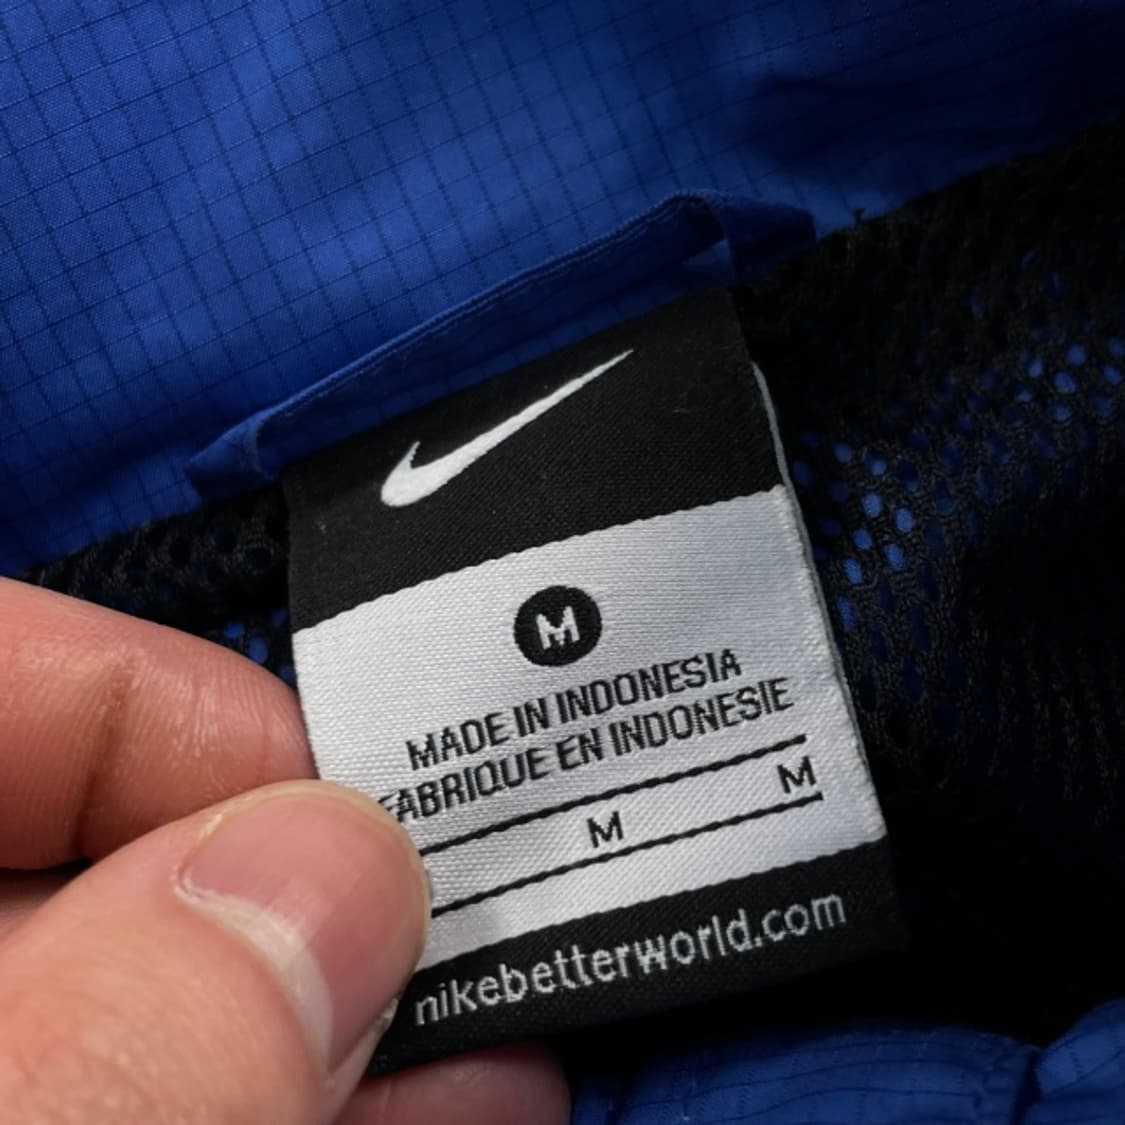 M
MADE IN INDONESIA
FABRIQUE EN INDONESIE
M M
nikebetterworld.com